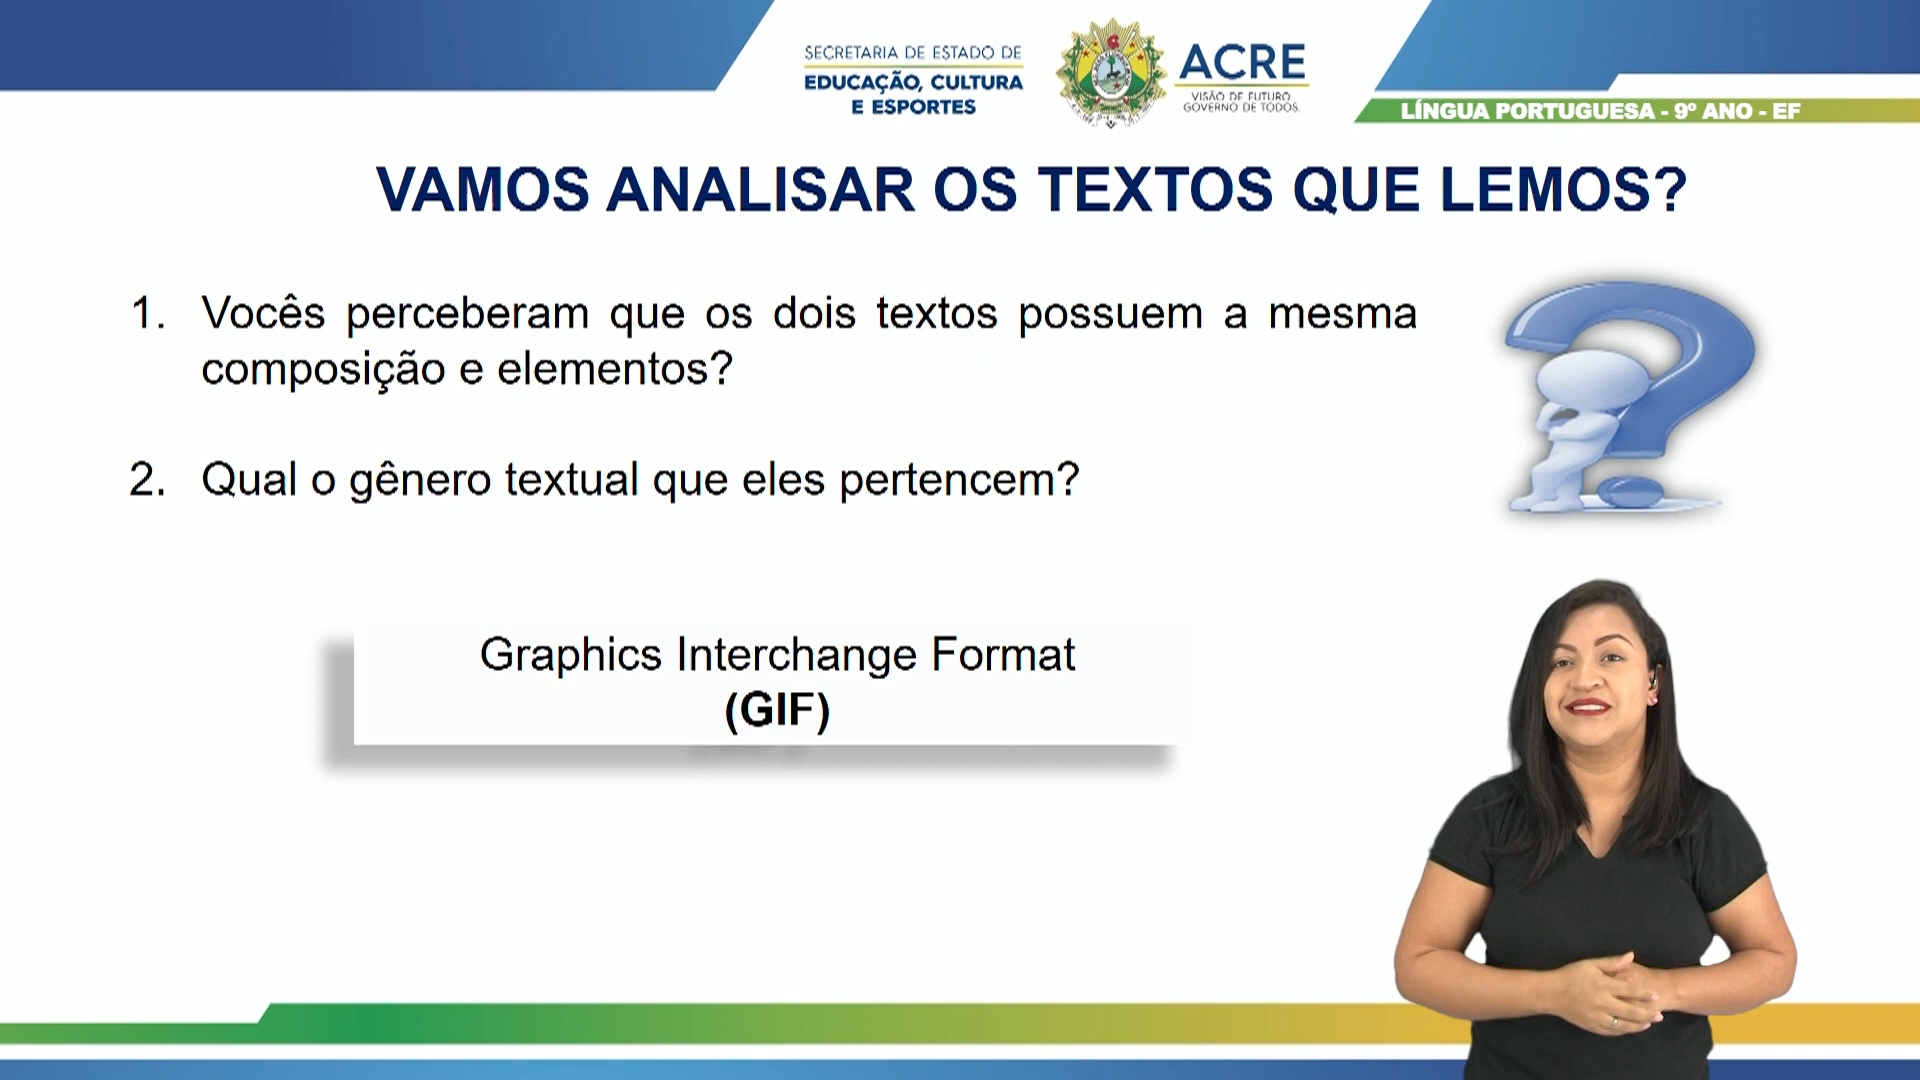 SECRETARIA DE ESTADO DE
EDUCAÇÃO, CULTURA
E ESPORTES
ACRE
VISÃO DE FUTURO
GOVERNO DE TODOS.
LÍNGUA PORTUGUESA - 9º ANO - EF
VAMOS ANALISAR OS TEXTOS QUE LEMOS?
1. Vocês perceberam que os dois textos possuem a mesma
composição e elementos?
2. Qual o gênero textual que eles pertencem?
Graphics Interchange Format
(GIF)